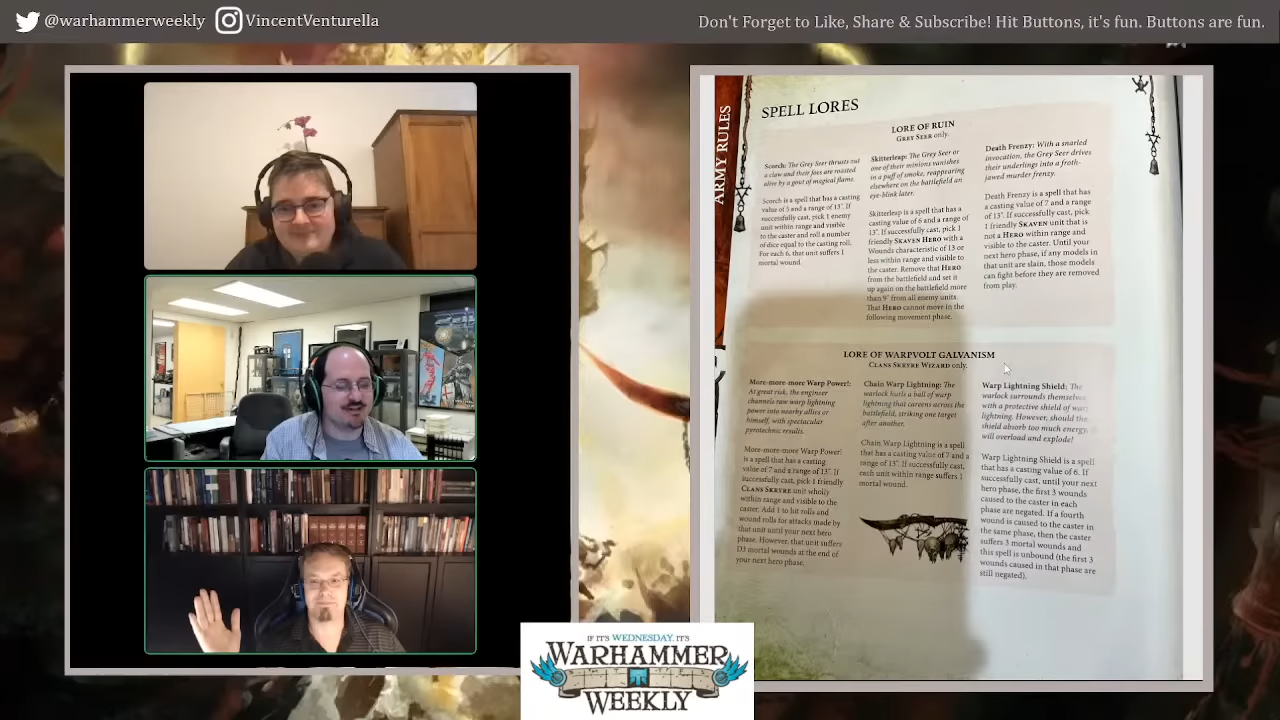 @warhammerweekly
VincentVenturella
Don't Forget to Like, Share & Subscribe! Hit Buttons, it's fun. Buttons are fun.
ARMY RULES
SPELL LORES
LORE OF RUIN
GREY SEER only.
Scorch: The Grey Seer thrusts out
a claw and their foes are roasted
alive by a gout of magical flame.
Scorch is a spell that has a casting
value of 5 and a range of 13". If
successfully cast, pick 1 enemy
unit within range and visible
to the caster and roll a number
of dice equal to the casting roll.
For each 6, that unit suffers 1
mortal wound.
Skitterleap: The Grey Seer or
one of their minions vanishes
in a puff of smoke, reappearing
elsewhere on the battlefield an
eye-blink later.
Skitterleap is a spell that has a
casting value of 6 and a range of
13". If successfully cast, pick 1
friendly SKAVEN HERO with a
Wounds characteristic of 13 or
less within range and visible to
the caster. Remove that HERO
from the battlefield and set it
up again on the battlefield more
than 9" from all enemy units.
That HERO cannot move in the
following movement phase.
Death Frenzy: With a snarled
invocation, the Grey Seer drives
their underlings into a froth-
jawed murder frenzy.
Death Frenzy is a spell that has
a casting value of 7 and a range
of 13". If successfully cast, pick
1 friendly SKAVEN unit that is
not a HERO within range and
visible to the caster. Until your
next hero phase, if any models in
that unit are slain, those models
can fight before they are removed
from play.
LORE OF WARPVOLT GALVANISM
CLANS SKRYRE WIZARD only.
More-more-more Warp Power!:
At great risk, the engineer
channels raw warp lightning
power into nearby allies or
himself, with spectacular
pyrotechnic results.
More-more-more Warp Power!
is a spell that has a casting
value of 7 and a range of 13". If
successfully cast, pick 1 friendly
CLANS SKRYRE unit wholly
within range and visible to the
caster. Add 1 to hit rolls and
wound rolls for attacks made by
that unit until your next hero
phase. However, that unit suffers
D3 mortal wounds at the end of
your next hero phase.
Chain Warp Lightning: The
warlock hurls a ball of warp
lightning that careens across the
battlefield, striking one target
after another.
Chain Warp Lightning is a spell
that has a casting value of 7 and a
range of 13". If successfully cast,
each unit within range suffers 1
mortal wound.
Warp Lightning Shield: The
warlock surrounds themselves
with a protective shield of warp
lightning. However, should the
shield absorb too much energy,
will overload and explode!
Warp Lightning Shield is a spell
that has a casting value of 6. If
successfully cast, until your next
hero phase, the first 3 wounds
caused to the caster in each
phase are negated. If a fourth
wound is caused to the caster in
the same phase, then the caster
suffers 3 mortal wounds and
this spell is unbound (the first 3
wounds caused in that phase are
still negated).
IF IT'S WEDNESDAY, IT'S
WARHAMMER
WEEKLY